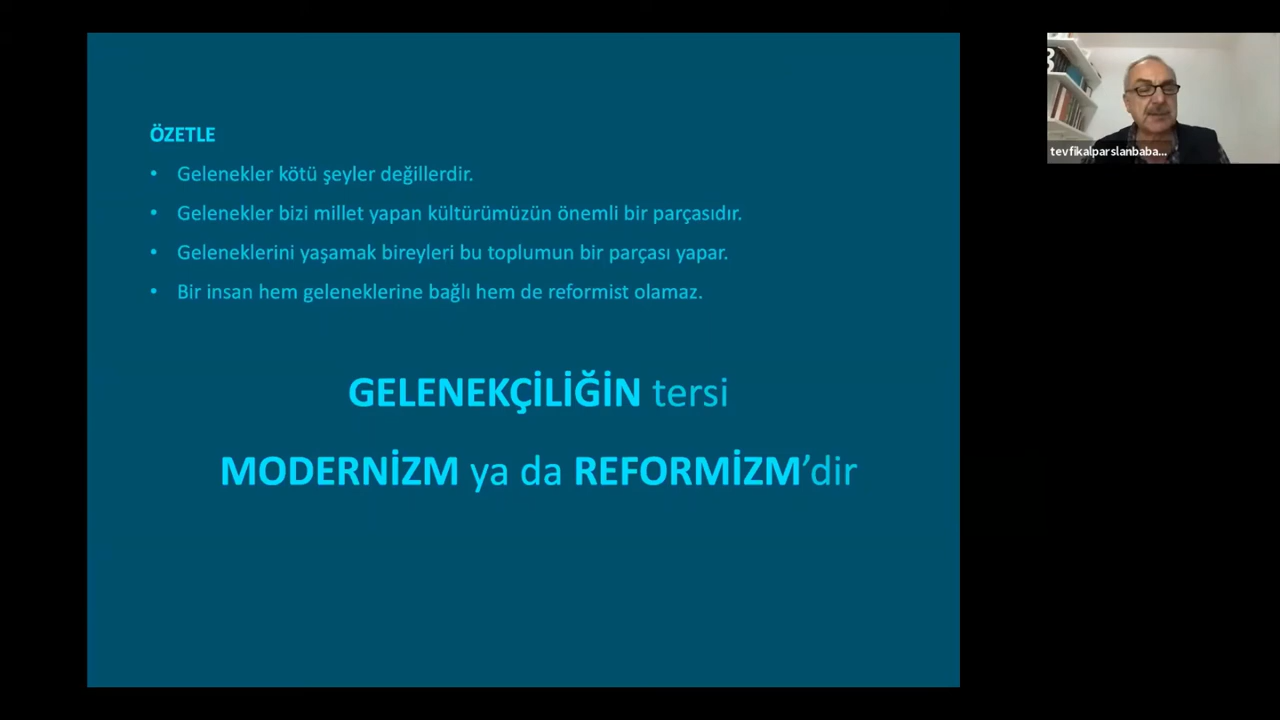 ÖZETLE
• Gelenekler kötü şeyler değillerdir.
• Gelenekler bizi millet yapan kültürümüzün önemli bir parçasıdır.
• Geleneklerini yaşamak bireyleri bu toplumun bir parçası yapar.
• Bir insan hem geleneklerine bağlı hem de reformist olamaz.
GELENEKÇİLİĞİN tersi
MODERNİZM ya da REFORMİZM’dir
tevfikalparslanbaba...